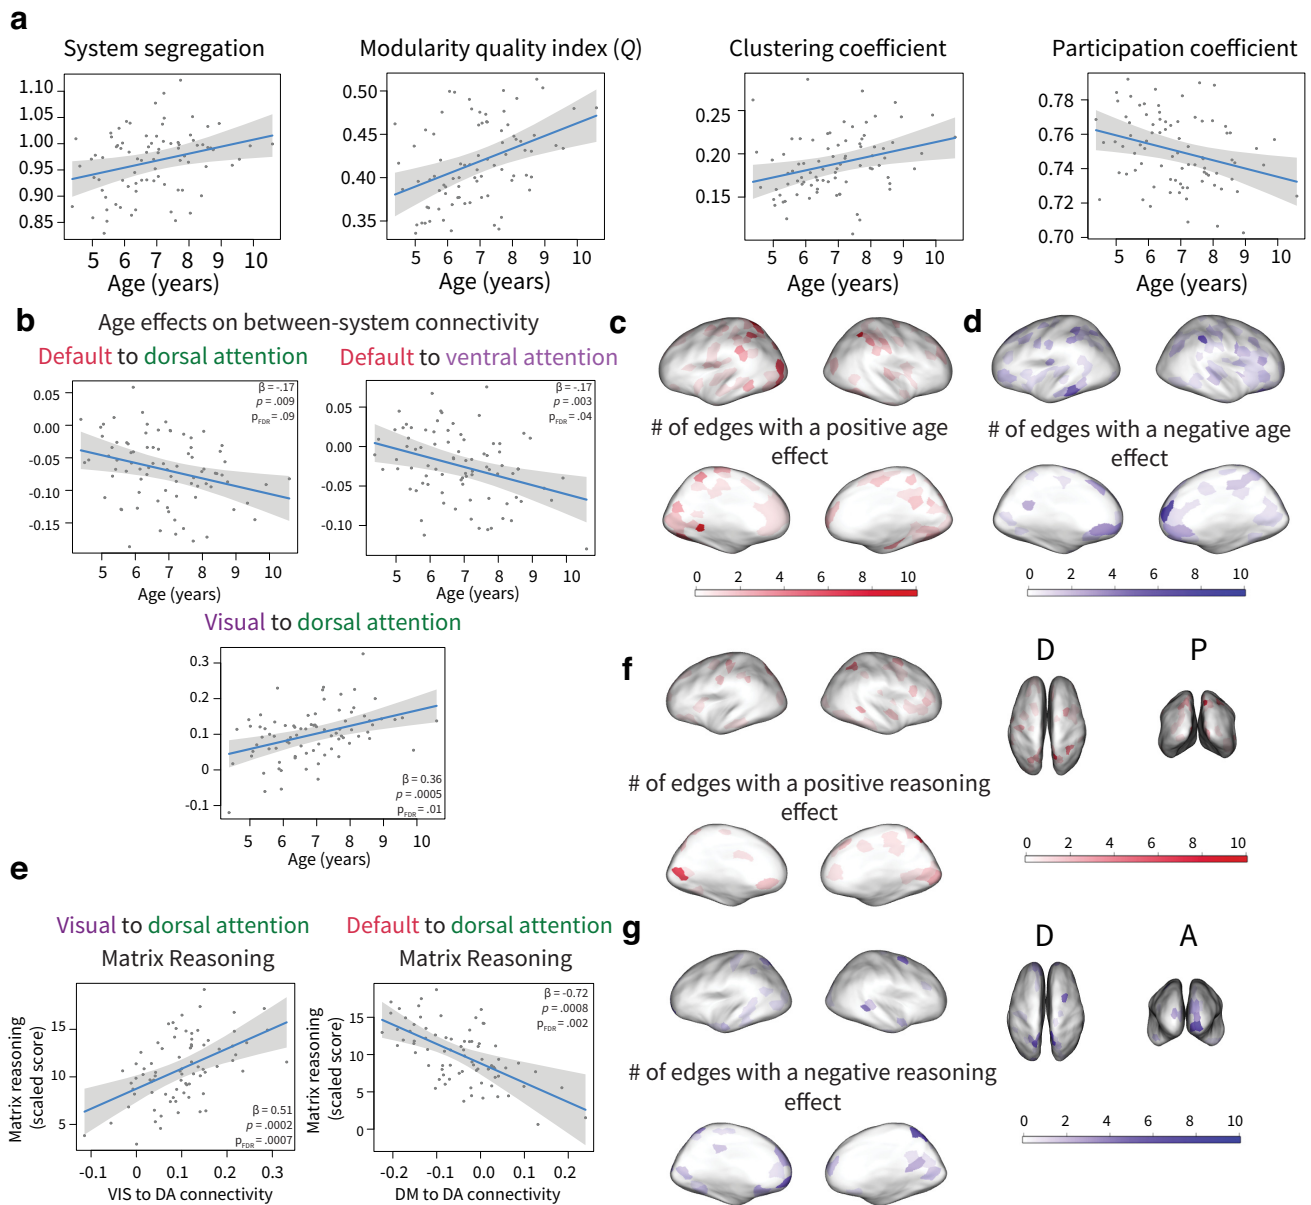 a
System segregation
1.10
1.05
1.00
0.95
0.90
0.85
5 6 7 8 9 10
Age (years)
Modularity quality index (Q)
0.50
0.45
0.40
0.35
5 6 7 8 9 10
Age (years)
Clustering coefficient
0.25
0.20
0.15
5 6 7 8 9 10
Age (years)
Participation coefficient
0.78
0.76
0.74
0.72
0.70
5 6 7 8 9 10
Age (years)
b
Age effects on between-system connectivity
Default to dorsal attention
β = -.17
p = .009
pFDR = .09
0.05
0.00
-0.05
-0.10
-0.15
5 6 7 8 9 10
Age (years)
Default to ventral attention
β = -.17
p = .003
pFDR = .04
0.05
0.00
-0.05
-0.10
5 6 7 8 9 10
Age (years)
Visual to dorsal attention
0.3
0.2
0.1
0
-0.1
β = 0.36
p = .0005
pFDR = .01
5 6 7 8 9 10
Age (years)
c
# of edges with a positive age
effect
0 2 4 6 8 10
d
# of edges with a negative age
effect
0 2 4 6 8 10
e
Visual to dorsal attention
Matrix Reasoning
Matrix reasoning
(scaled score)
15
10
5
β = 0.51
p = .0002
pFDR = .0007
-0.1 0 0.1 0.2 0.3
VIS to DA connectivity
Default to dorsal attention
Matrix Reasoning
Matrix reasoning
(scaled score)
β = -0.72
p = .0008
pFDR = .002
15
10
5
0
-0.2 -0.1 0.0 0.1 0.2
DM to DA connectivity
f
D P
# of edges with a positive reasoning
effect
0 2 4 6 8 10
g
D A
# of edges with a negative reasoning
effect
0 2 4 6 8 10